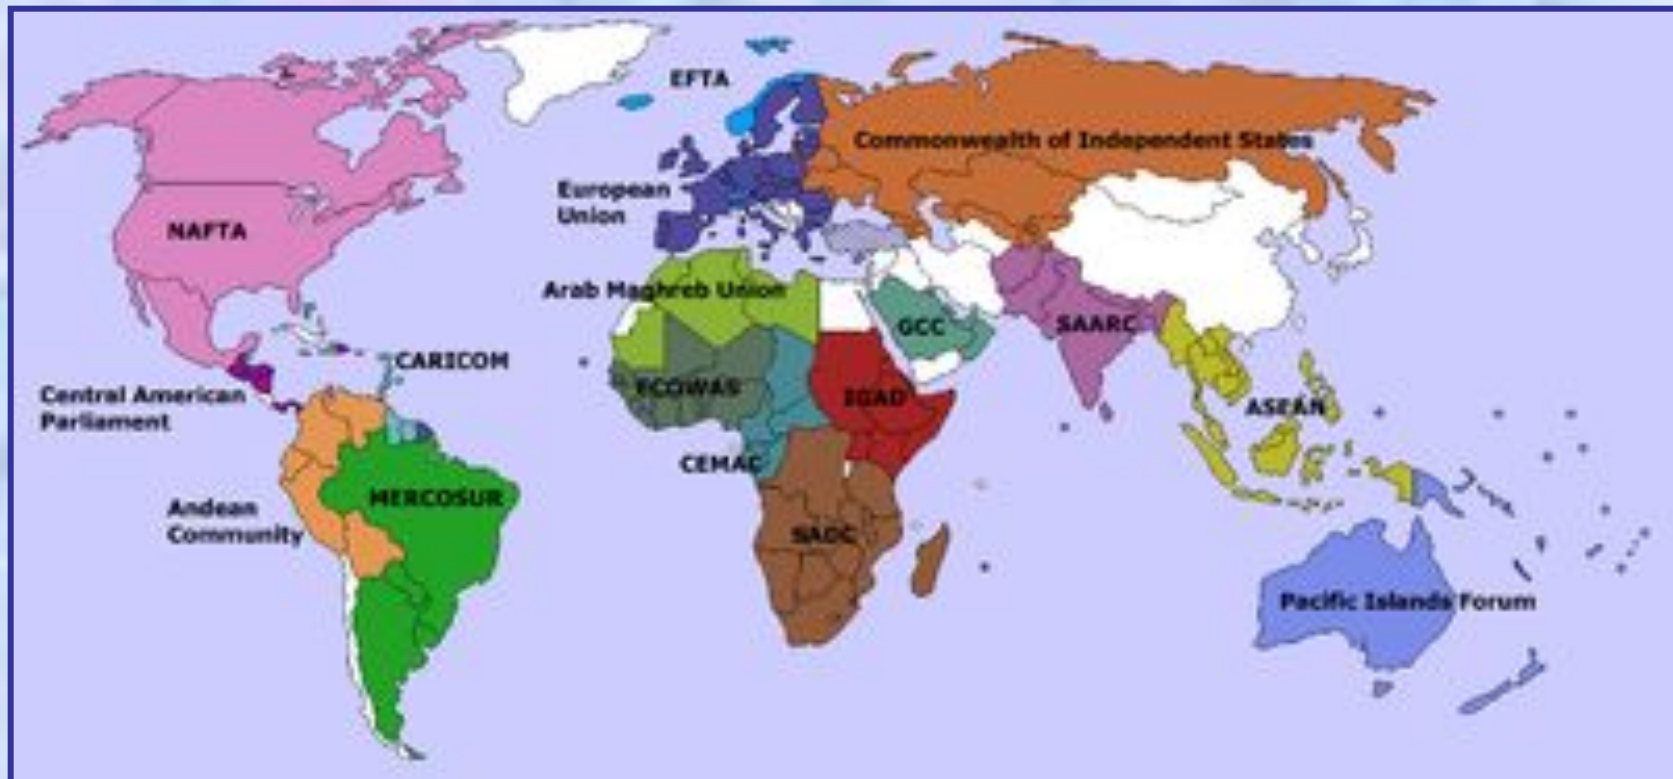 EFTA
Commonwealth of Independent States
European
Union
NAFTA
Arab Maghreb Union
GCC
SAARC
CARICOM
Central American
Parliament
ECOWAS
IGAD
ASEAN
CEMAC
MERCOSUR
Andean
Community
SADC
Pacific Islands Forum